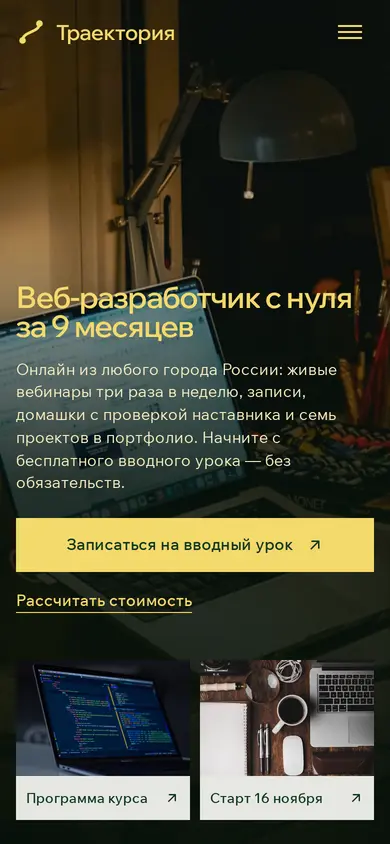 Траектория
Веб-разработчик с нуля
за 9 месяцев
Онлайн из любого города России: живые
вебинары три раза в неделю, записи,
домашки с проверкой наставника и семь
проектов в портфолио. Начните с
бесплатного вводного урока — без
обязательств.
Записаться на вводный урок
Рассчитать стоимость
Программа курса
Старт 16 ноября